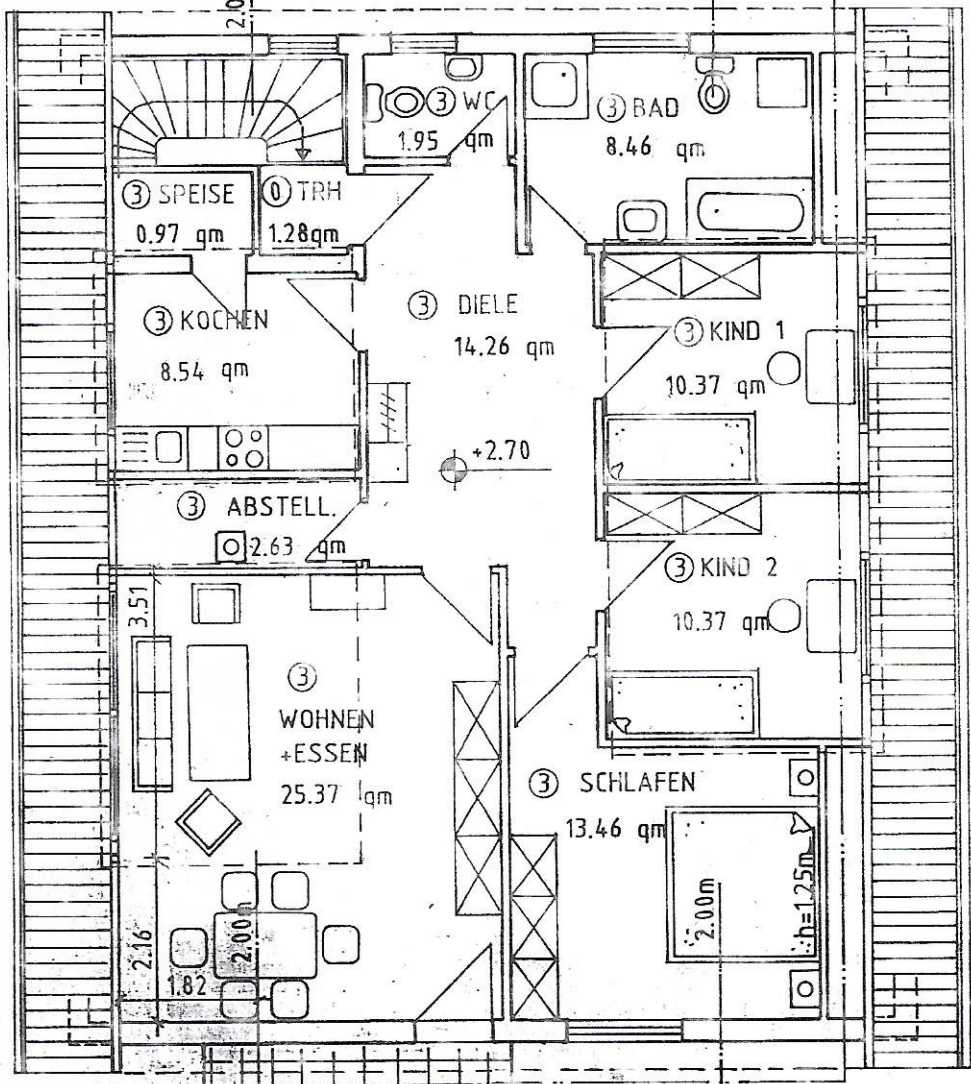 2.0
③ WC
1.95 qm
③ BAD
8.46 qm
③ SPEISE
0.97 qm
⓪ TRH
1.28qm
③ KOCHEN
8.54 qm
③ DIELE
14.26 qm
③ KIND 1
10.37 qm
+2.70
③ ABSTELL.
2.63 qm
③ KIND 2
10.37 qm
3.51
③
WOHNEN
+ESSEN
25.37 qm
③ SCHLAFEN
13.46 qm
2.16
1.82
2.00m
2.00m
h=1.25m